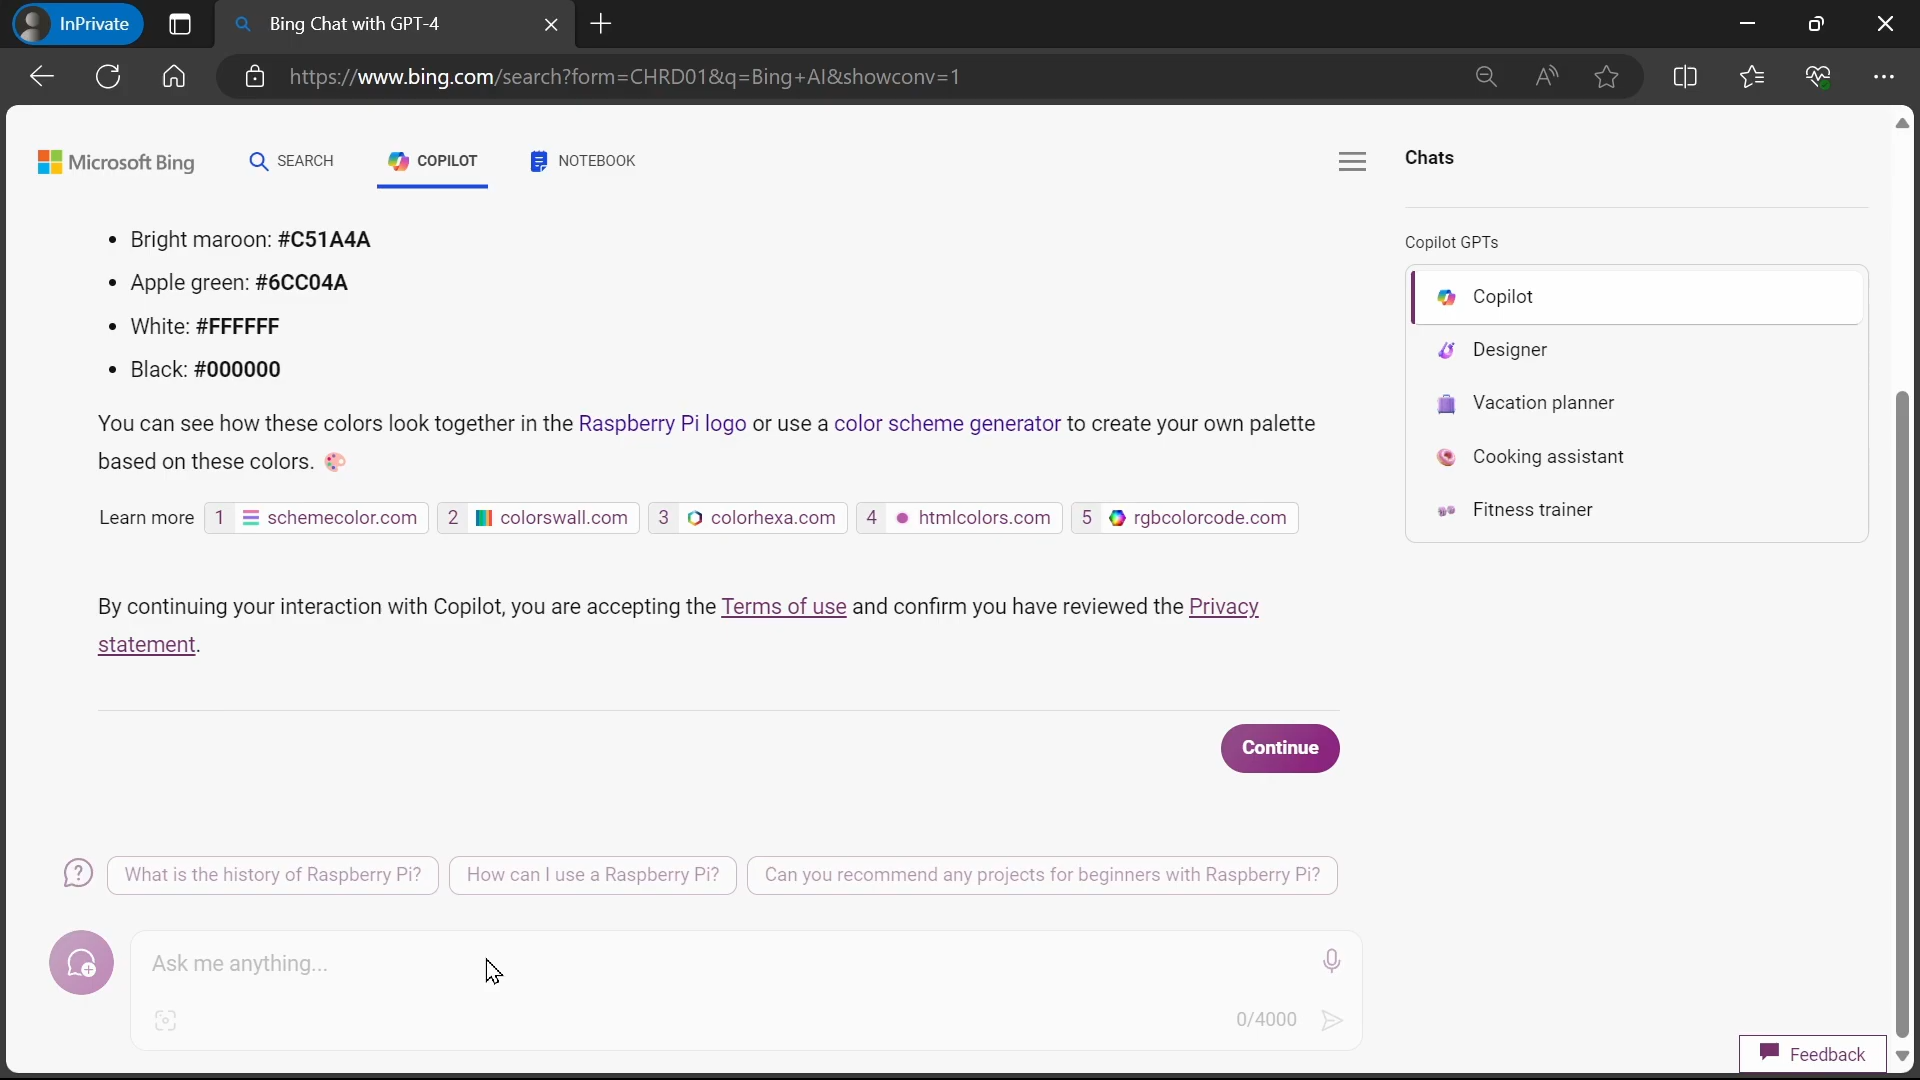 InPrivate
Bing Chat with GPT-4
https://www.bing.com/search?form=CHRD01&q=Bing+AI&showconv=1
Microsoft Bing
SEARCH
COPILOT
NOTEBOOK
Chats
• Bright maroon: #C51A4A
• Apple green: #6CC04A
• White: #FFFFFF
• Black: #000000
You can see how these colors look together in the Raspberry Pi logo or use a color scheme generator to create your own palette
based on these colors. 🎨
Learn more 1 schemecolor.com 2 colorswall.com 3 colorhexa.com 4 htmlcolors.com 5 rgbcolorcode.com
By continuing your interaction with Copilot, you are accepting the Terms of use and confirm you have reviewed the Privacy
statement.
Continue
What is the history of Raspberry Pi?
How can I use a Raspberry Pi?
Can you recommend any projects for beginners with Raspberry Pi?
Ask me anything...
0/4000
Copilot GPTs
Copilot
Designer
Vacation planner
Cooking assistant
Fitness trainer
Feedback